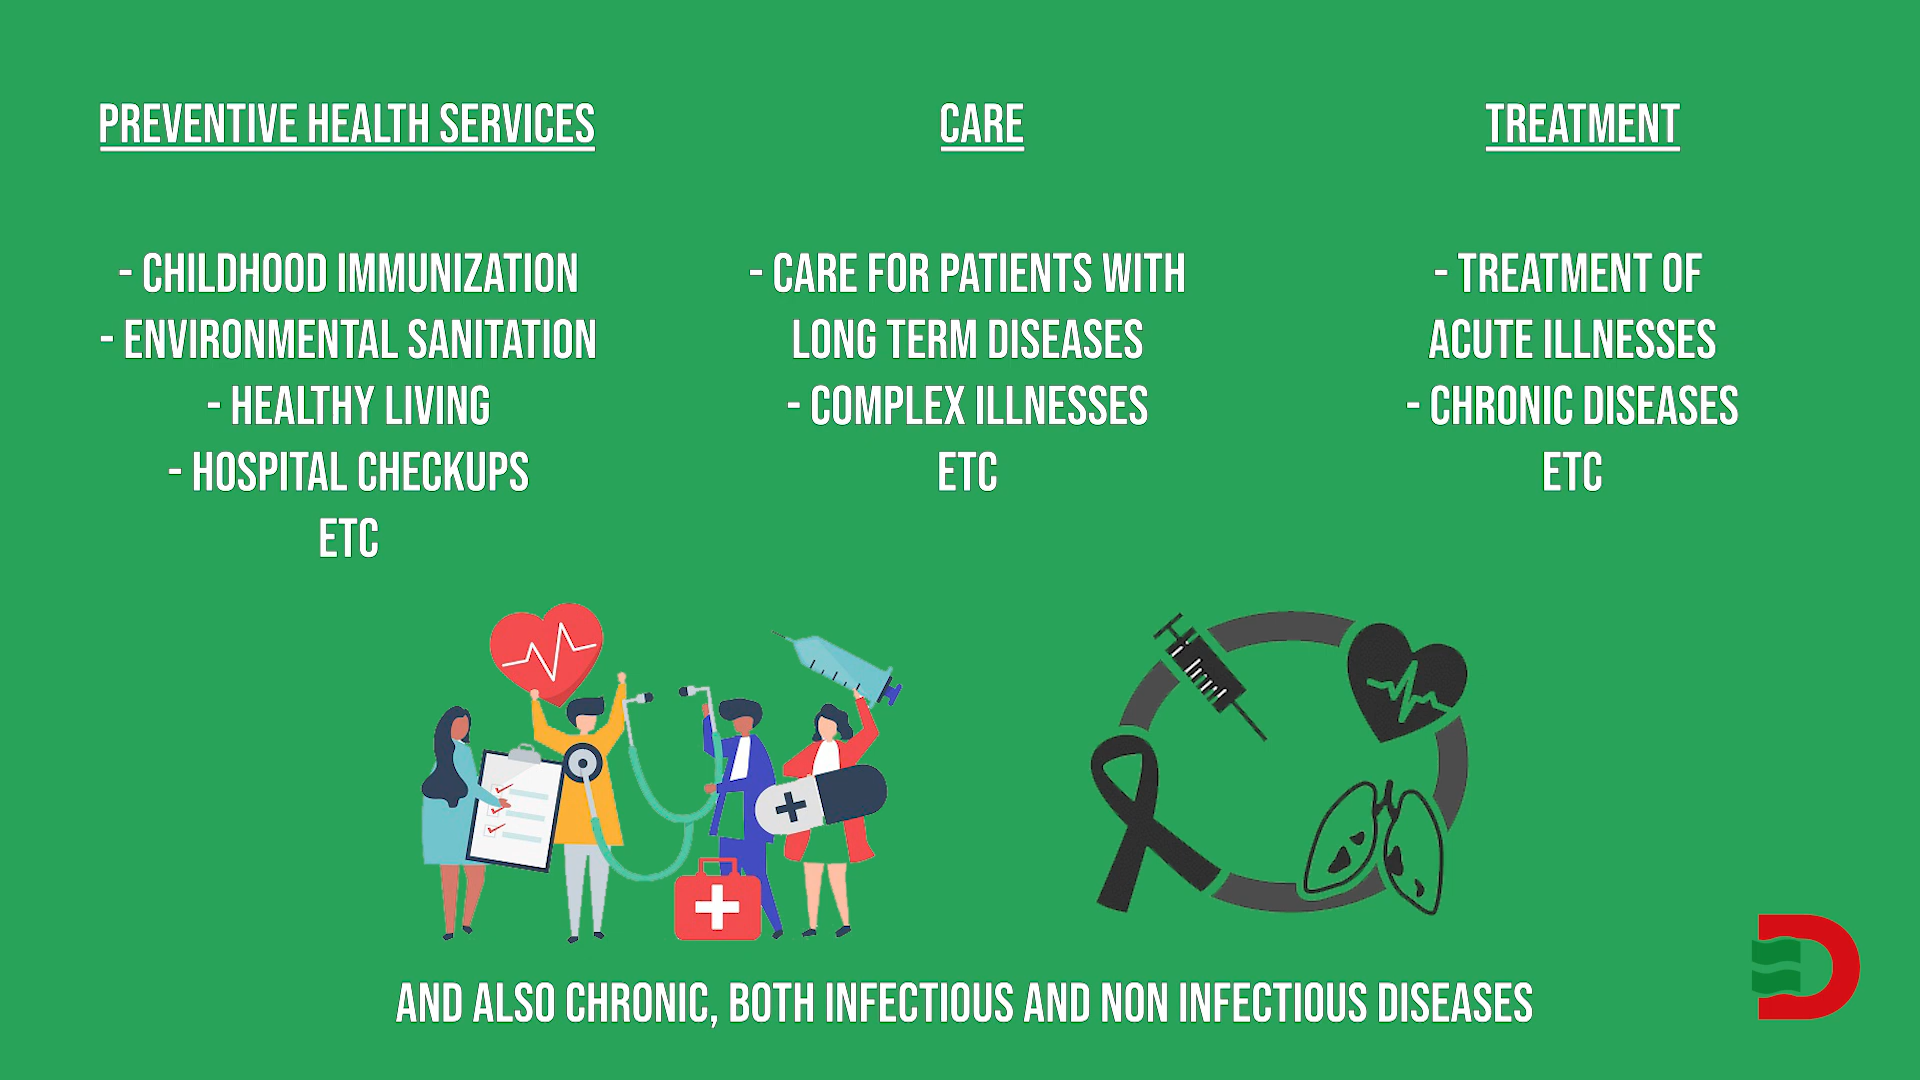 PREVENTIVE HEALTH SERVICES
- CHILDHOOD IMMUNIZATION
- ENVIRONMENTAL SANITATION
- HEALTHY LIVING
- HOSPITAL CHECKUPS
ETC
CARE
- CARE FOR PATIENTS WITH
LONG TERM DISEASES
- COMPLEX ILLNESSES
ETC
TREATMENT
- TREATMENT OF
ACUTE ILLNESSES
- CHRONIC DISEASES
ETC
AND ALSO CHRONIC, BOTH INFECTIOUS AND NON INFECTIOUS DISEASES
D